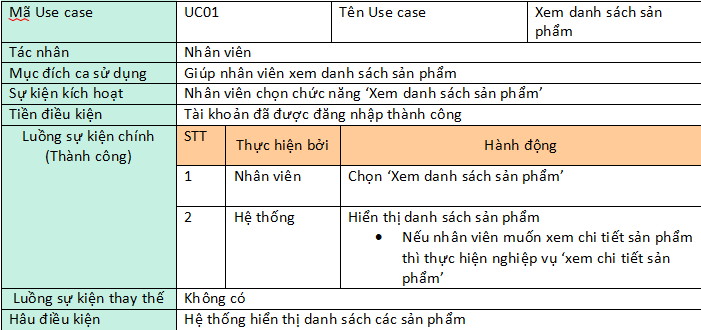 Mã Use case UC01 Tên Use case Xem danh sách sản
phẩm
Tác nhân Nhân viên
Mục đích ca sử dụng Giúp nhân viên xem danh sách sản phẩm
Sự kiện kích hoạt Nhân viên chọn chức năng ‘Xem danh sách sản phẩm’
Tiền điều kiện Tài khoản đã được đăng nhập thành công
Luồng sự kiện chính
(Thành công)
STT Thực hiện bởi Hành động
1 Nhân viên Chọn ‘Xem danh sách sản phẩm’
2 Hệ thống Hiển thị danh sách sản phẩm
• Nếu nhân viên muốn xem chi tiết sản phẩm
thì thực hiện nghiệp vụ ‘xem chi tiết sản
phẩm’
Luồng sự kiện thay thế Không có
Hâu điều kiện Hệ thống hiển thị danh sách các sản phẩm